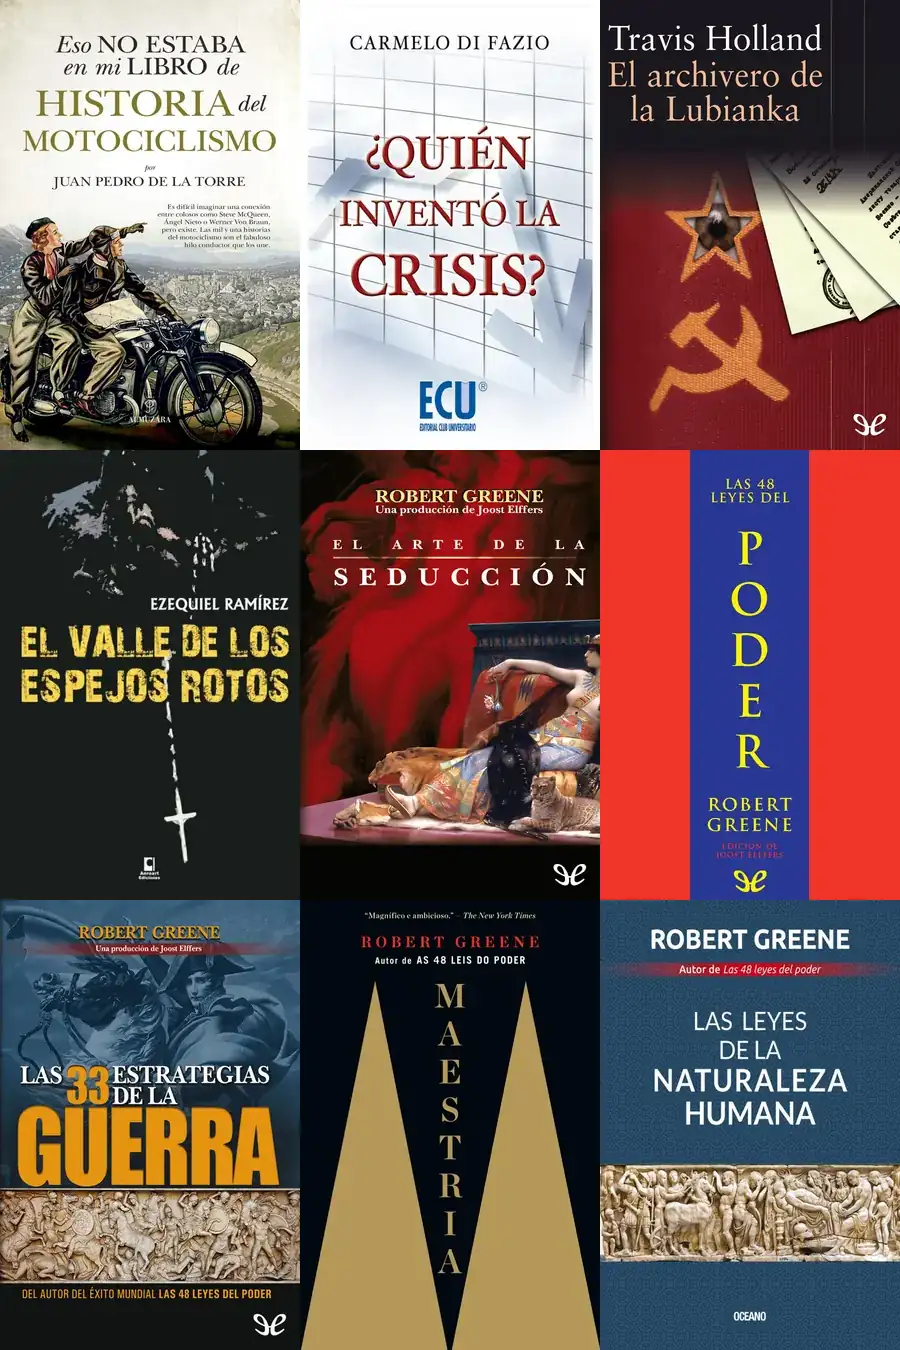 Eso NO ESTABA
en mi LIBRO de
HISTORIA del
MOTOCICLISMO
por
JUAN PEDRO DE LA TORRE
Es difícil imaginar una conexión
entre colosos como Steve McQueen,
Ángel Nieto o Werner Von Braun,
pero existe. Las mil y una historias
del motociclismo son el fabuloso
hilo conductor que los une.
ALMUZARA
CARMELO DI FAZIO
¿QUIÉN
INVENTÓ LA
CRISIS?
ECU®
EDITORIAL CLUB UNIVERSITARIO
Travis Holland
El archivero de
la Lubianka
EZEQUIEL RAMÍREZ
EL VALLE DE LOS
ESPEJOS ROTOS
Ediciones
ROBERT GREENE
Una producción de Joost Elffers
EL ARTE DE LA
SEDUCCIÓN
LAS 48
LEYES DEL
PODER
ROBERT
GREENE
EDICIÓN DE
JOOST ELFFERS
ROBERT GREENE
Una producción de Joost Elffers
LAS 33 ESTRATEGIAS
DE LA
GUERRA
DEL AUTOR DEL ÉXITO MUNDIAL LAS 48 LEYES DEL PODER
"Magnífico e ambicioso." – The New York Times
ROBERT GREENE
Autor de AS 48 LEIS DO PODER
MAESTRIA
ROBERT GREENE
Autor de Las 48 leyes del poder
LAS LEYES
DE LA
NATURALEZA
HUMANA
OCEANO